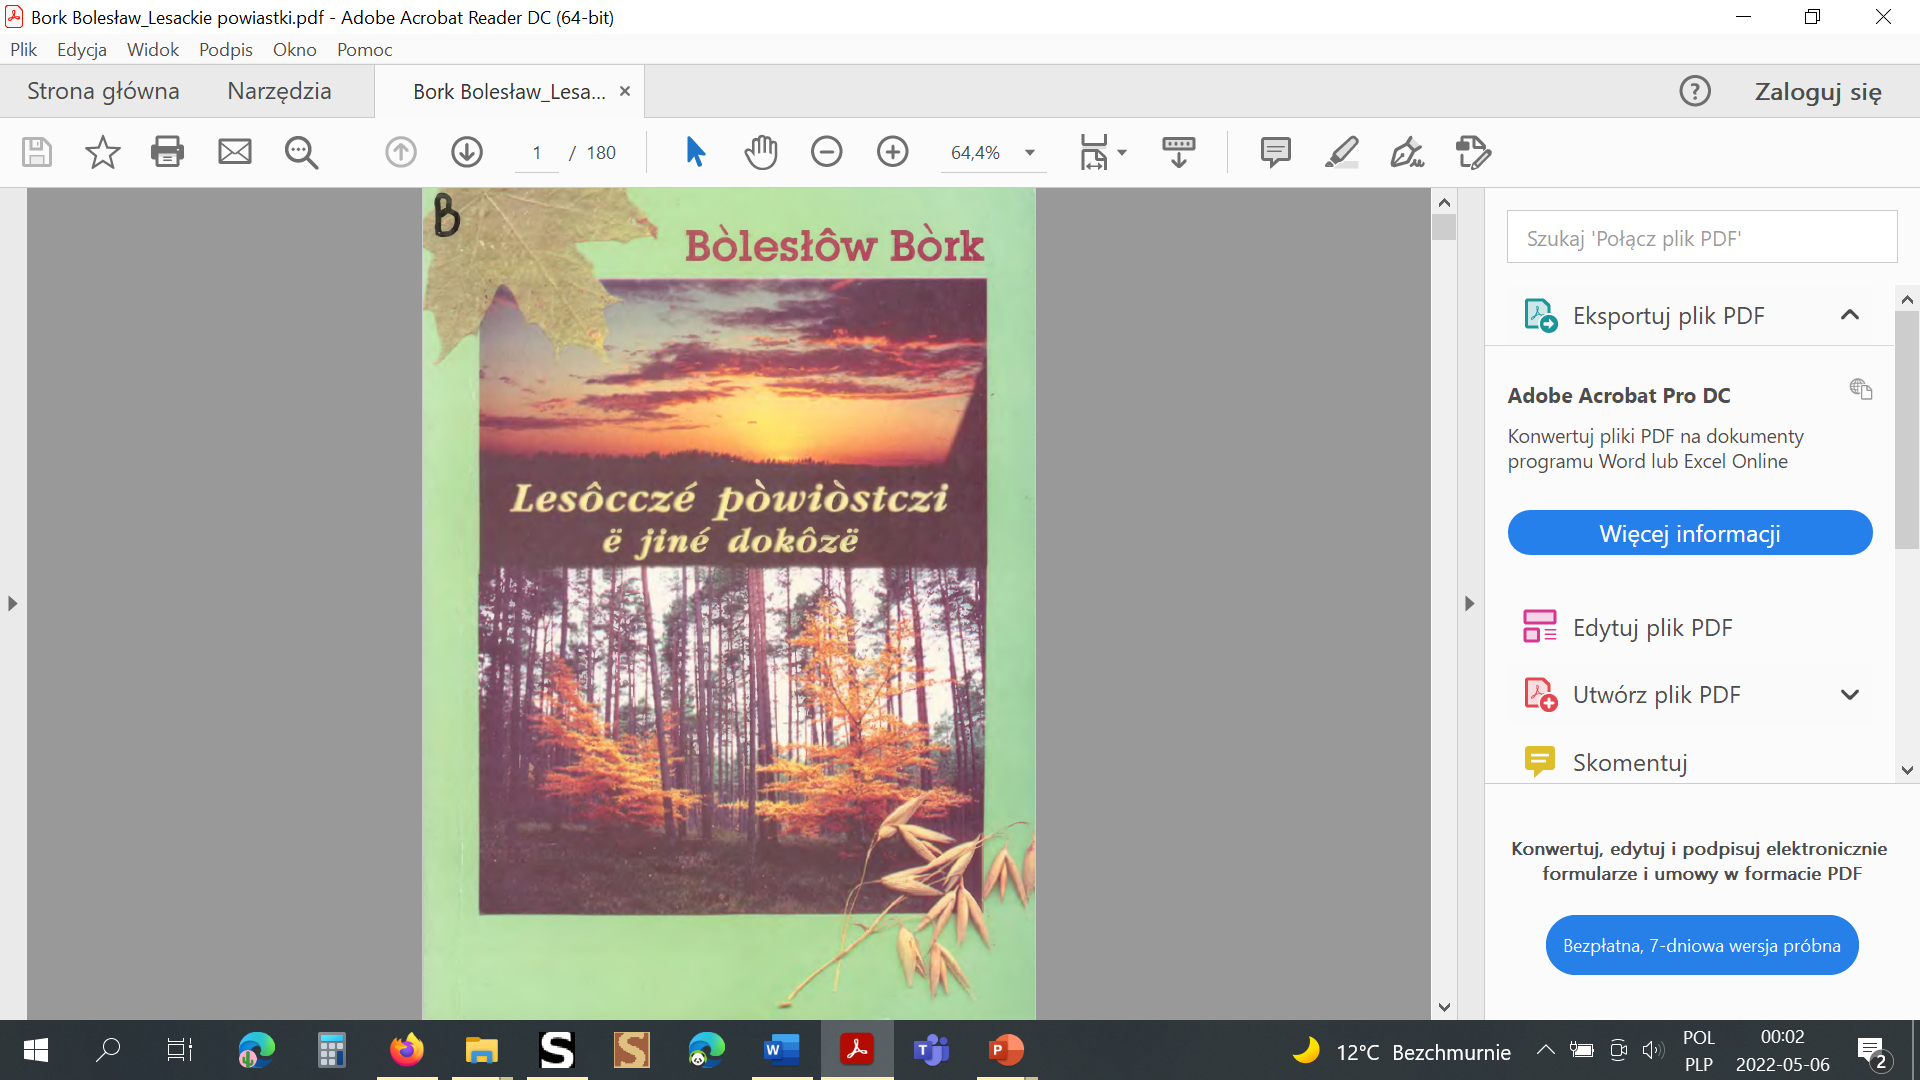 Bork Bolesław_Lesackie powiastki.pdf - Adobe Acrobat Reader DC (64-bit)
Plik Edycja Widok Podpis Okno Pomoc
Strona główna Narzędzia Bork Bolesław_Lesa... × Zaloguj się
1 / 180 64,4%
B
Bòlesłôw Bòrk
Lesôcczé pòwiòstczi
ë jiné dokôzë
Szukaj 'Połącz plik PDF'
Eksportuj plik PDF
Adobe Acrobat Pro DC
Konwertuj pliki PDF na dokumenty
programu Word lub Excel Online
Więcej informacji
Edytuj plik PDF
Utwórz plik PDF
Skomentuj
Konwertuj, edytuj i podpisuj elektronicznie
formularze i umowy w formacie PDF
Bezpłatna, 7-dniowa wersja próbna
12°C Bezchmurnie
POL
PLP
00:02
2022-05-06
2